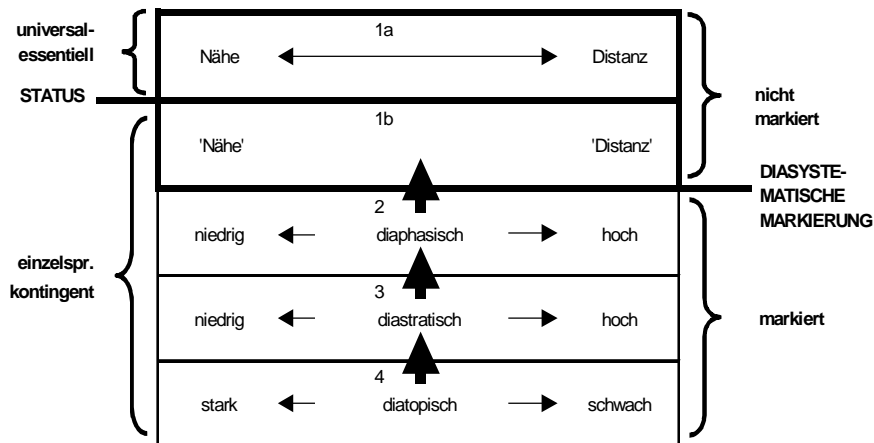 universal-
essentiell
1a
Nähe
Distanz
STATUS
nicht
markiert
1b
'Nähe'
'Distanz'
DIASYSTE-
MATISCHE
MARKIERUNG
2
niedrig
diaphasisch
hoch
einzelspr.
kontingent
3
niedrig
diastratisch
hoch
markiert
4
stark
diatopisch
schwach